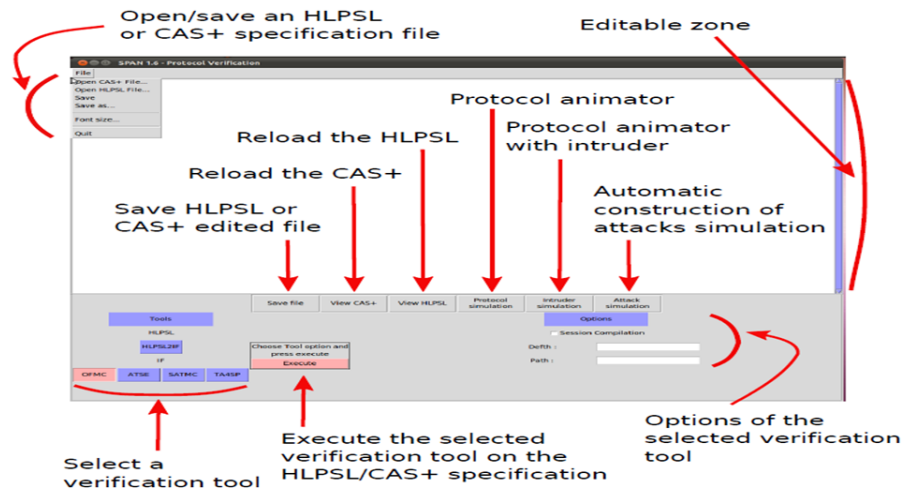 Open/save an HLPSL
or CAS+ specification file
Editable zone
SPAN 1.6 - Protocol Verification
File
Open CAS+ File...
Open HLPSL File...
Save
Save as...
Font size...
Quit
Protocol animator
Protocol animator
with intruder
Reload the HLPSL
Reload the CAS+
Automatic
construction of
attacks simulation
Save HLPSL or
CAS+ edited file
Save file
View CAS+
View HLPSL
Protocol
simulation
Intruder
simulation
Attack
simulation
Tools
Options
HLPSL
Session Compilation
HLPSL2IF
Choose Tool option and
press execute
Defth :
IF
Execute
Path :
OFMC
ATSE
SATMC
TA4SP
Options of the
selected verification
tool
Execute the selected
verification tool on the
HLPSL/CAS+ specification
Select a
verification tool